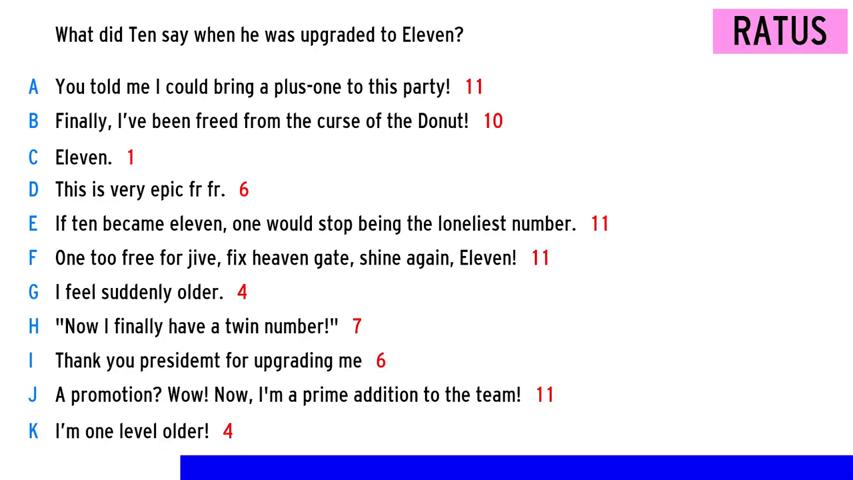 What did Ten say when he was upgraded to Eleven?
RATUS
A You told me I could bring a plus-one to this party! 11
B Finally, I've been freed from the curse of the Donut! 10
C Eleven. 1
D This is very epic fr fr. 6
E If ten became eleven, one would stop being the loneliest number. 11
F One too free for jive, fix heaven gate, shine again, Eleven! 11
G I feel suddenly older. 4
H "Now I finally have a twin number!" 7
I Thank you presidemt for upgrading me 6
J A promotion? Wow! Now, I'm a prime addition to the team! 11
K I'm one level older! 4